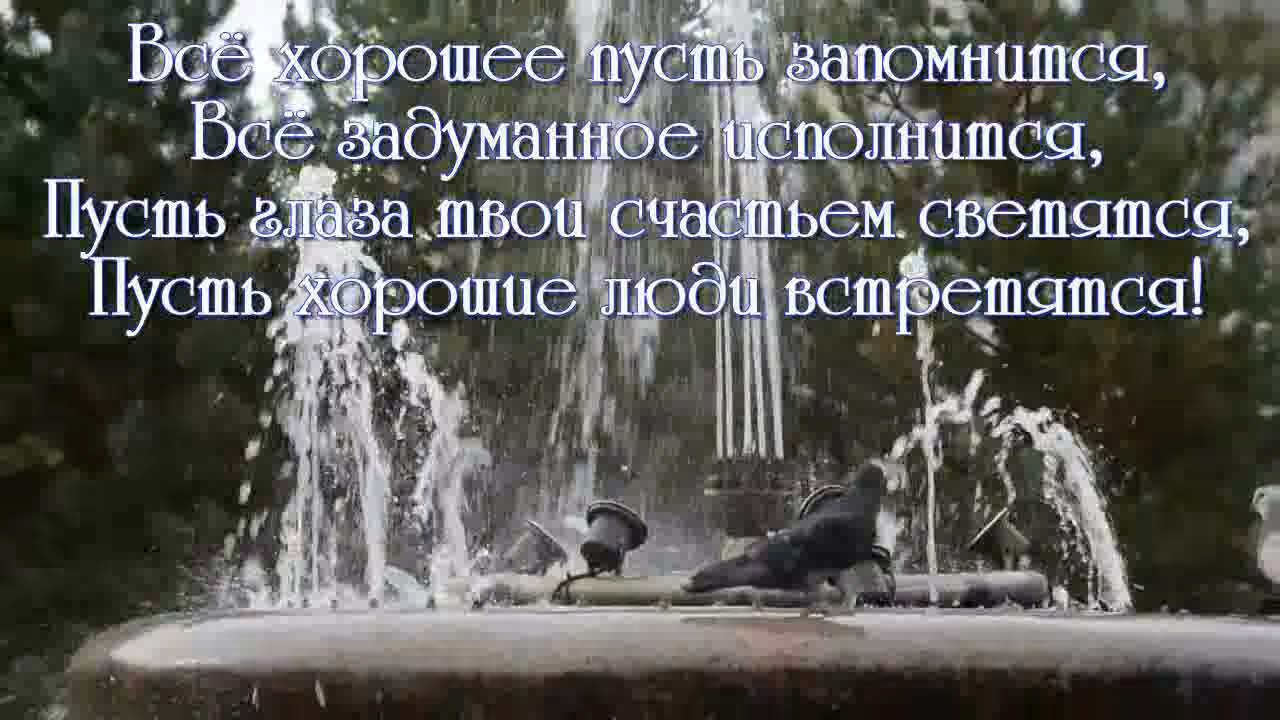 Всё хорошее пусть запомнится,
Всё задуманное исполнится,
Пусть глаза твои счастьем светятся,
Пусть хорошие люди встретятся!